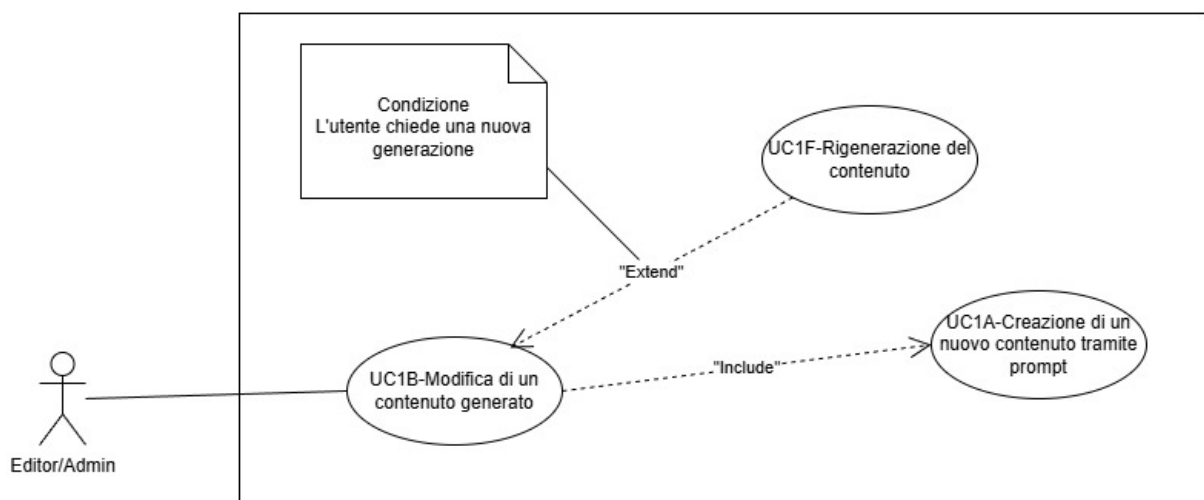 Condizione
L'utente chiede una nuova
generazione
UC1F-Rigenerazione del
contenuto
"Extend"
UC1A-Creazione di un
nuovo contenuto tramite
prompt
"Include"
UC1B-Modifica di un
contenuto generato
Editor/Admin